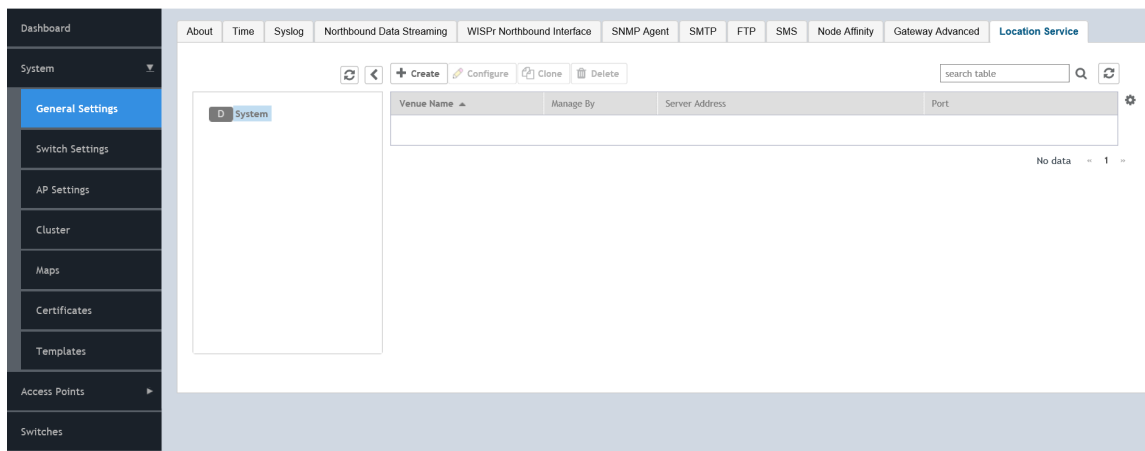 Dashboard
System
General Settings
Switch Settings
AP Settings
Cluster
Maps
Certificates
Templates
Access Points
Switches
About Time Syslog Northbound Data Streaming WISPr Northbound Interface SNMP Agent SMTP FTP SMS Node Affinity Gateway Advanced Location Service
Create Configure Clone Delete search table
D System
Venue Name Manage By Server Address Port
No data « 1 »